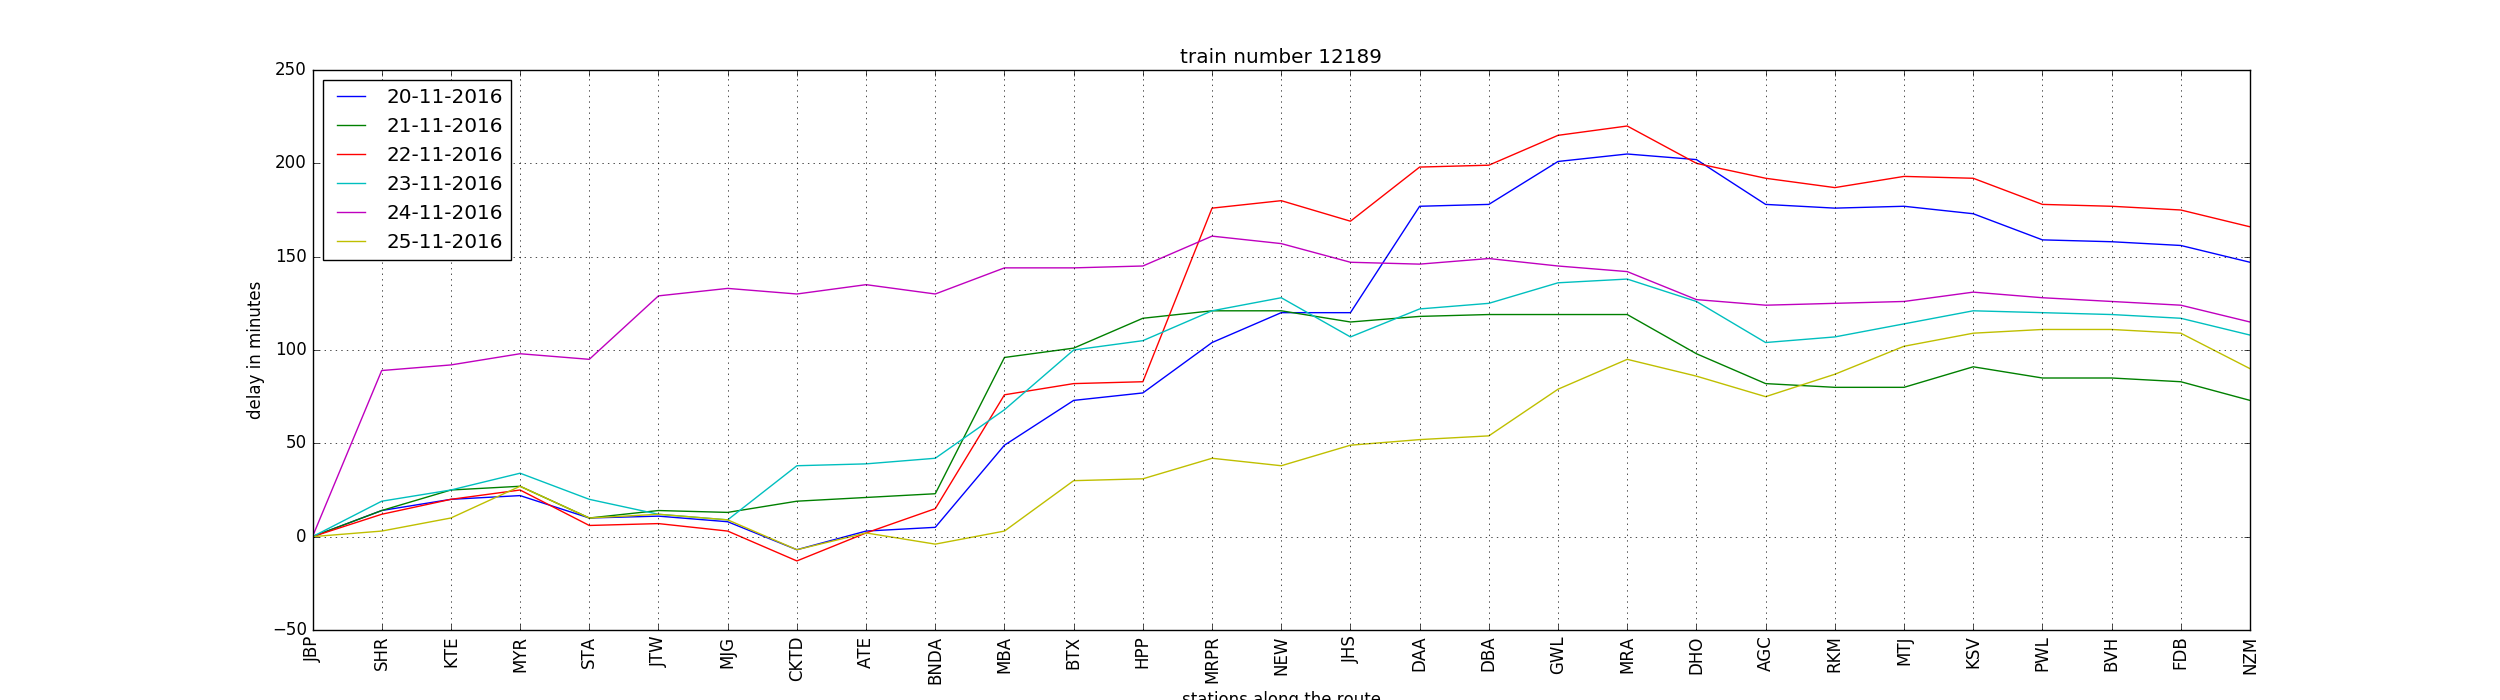 train number 12189
250
200
150
100
50
0
−50
delay in minutes
20-11-2016
21-11-2016
22-11-2016
23-11-2016
24-11-2016
25-11-2016
JBP
SHR
KTE
MYR
STA
JTW
MJG
CKTD
ATE
BNDA
MBA
BTX
HPP
MRPR
NEW
JHS
DAA
DBA
GWL
MRA
DHO
AGC
RKM
MTJ
KSV
PWL
BVH
FDB
NZM
stations along the route